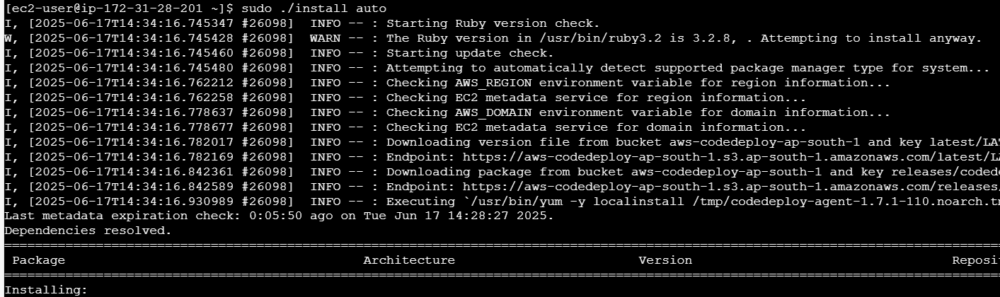 [ec2-user@ip-172-31-28-201 ~]$ sudo ./install auto
I, [2025-06-17T14:34:16.745347 #26098]  INFO -- : Starting Ruby version check.
W, [2025-06-17T14:34:16.745428 #26098]  WARN -- : The Ruby version in /usr/bin/ruby3.2 is 3.2.8, . Attempting to install anyway.
I, [2025-06-17T14:34:16.745460 #26098]  INFO -- : Starting update check.
I, [2025-06-17T14:34:16.745480 #26098]  INFO -- : Attempting to automatically detect supported package manager type for system...
I, [2025-06-17T14:34:16.762212 #26098]  INFO -- : Checking AWS_REGION environment variable for region information...
I, [2025-06-17T14:34:16.762258 #26098]  INFO -- : Checking EC2 metadata service for region information...
I, [2025-06-17T14:34:16.778637 #26098]  INFO -- : Checking AWS_DOMAIN environment variable for domain information...
I, [2025-06-17T14:34:16.778677 #26098]  INFO -- : Checking EC2 metadata service for domain information...
I, [2025-06-17T14:34:16.782017 #26098]  INFO -- : Downloading version file from bucket aws-codedeploy-ap-south-1 and key latest/LA
I, [2025-06-17T14:34:16.782169 #26098]  INFO -- : Endpoint: https://aws-codedeploy-ap-south-1.s3.ap-south-1.amazonaws.com/latest/L
I, [2025-06-17T14:34:16.842361 #26098]  INFO -- : Downloading package from bucket aws-codedeploy-ap-south-1 and key releases/coded
I, [2025-06-17T14:34:16.842589 #26098]  INFO -- : Endpoint: https://aws-codedeploy-ap-south-1.s3.ap-south-1.amazonaws.com/releases/
I, [2025-06-17T14:34:16.930989 #26098]  INFO -- : Executing `/usr/bin/yum -y localinstall /tmp/codedeploy-agent-1.7.1-110.noarch.t
Last metadata expiration check: 0:05:50 ago on Tue Jun 17 14:28:27 2025.
Dependencies resolved.
Package Architecture Version Reposi
Installing: